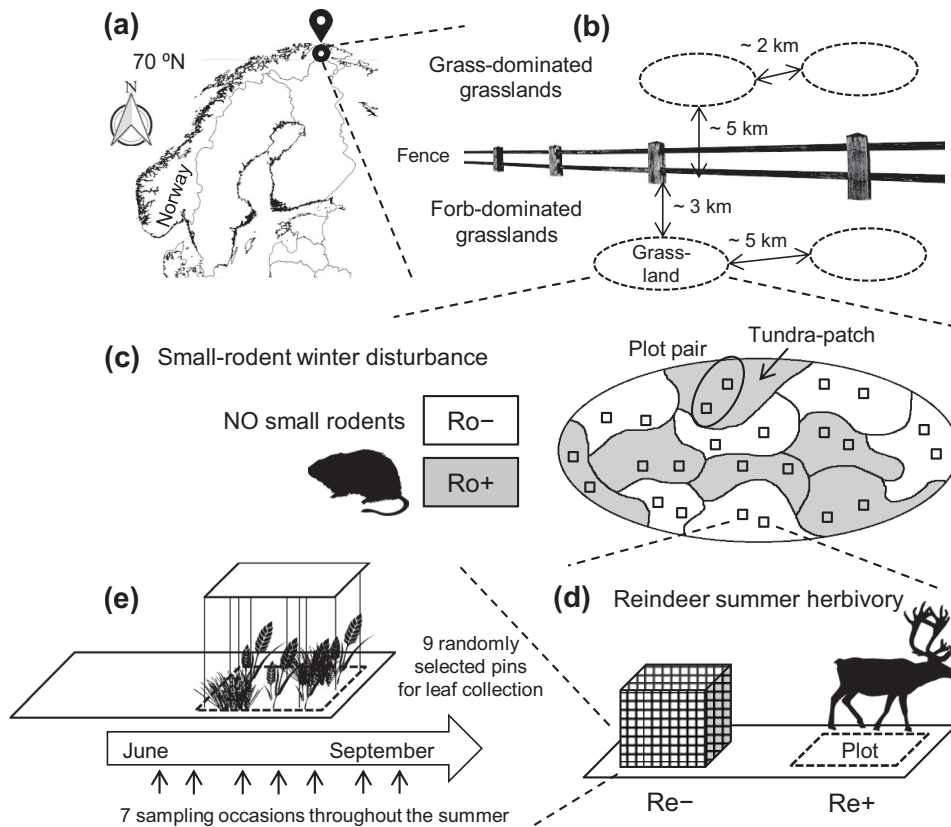 (a)
70 ºN
N
Norway
(b)
Grass-dominated
grasslands
~ 2 km
~ 5 km
Fence
Forb-dominated
grasslands
~ 3 km
~ 5 km
Grass-
land
(c) Small-rodent winter disturbance
NO small rodents
Ro−
Ro+
Plot pair
Tundra-patch
(d) Reindeer summer herbivory
Plot
Re−
Re+
(e)
9 randomly
selected pins
for leaf collection
June
September
7 sampling occasions throughout the summer